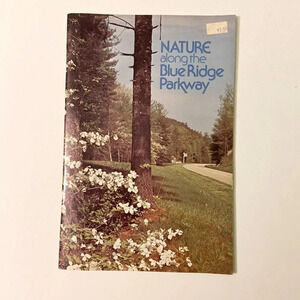 NATURE
along the
Blue Ridge
Parkway